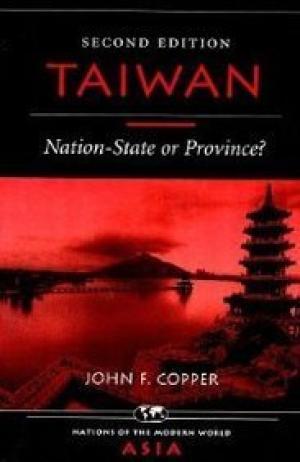 SECOND EDITION
TAIWAN
Nation-State or Province?
JOHN F. COPPER
NATIONS OF THE MODERN WORLD
ASIA